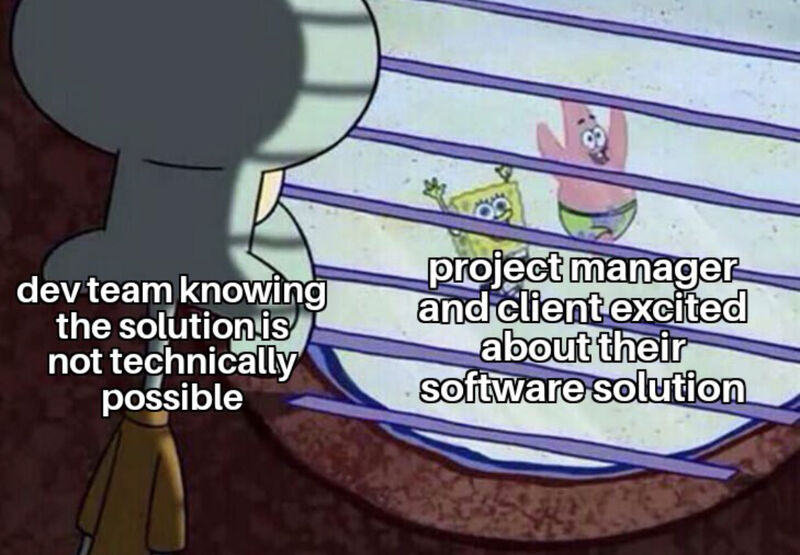 dev team knowing
the solution is
not technically
possible
project manager
and client excited
about their
software solution